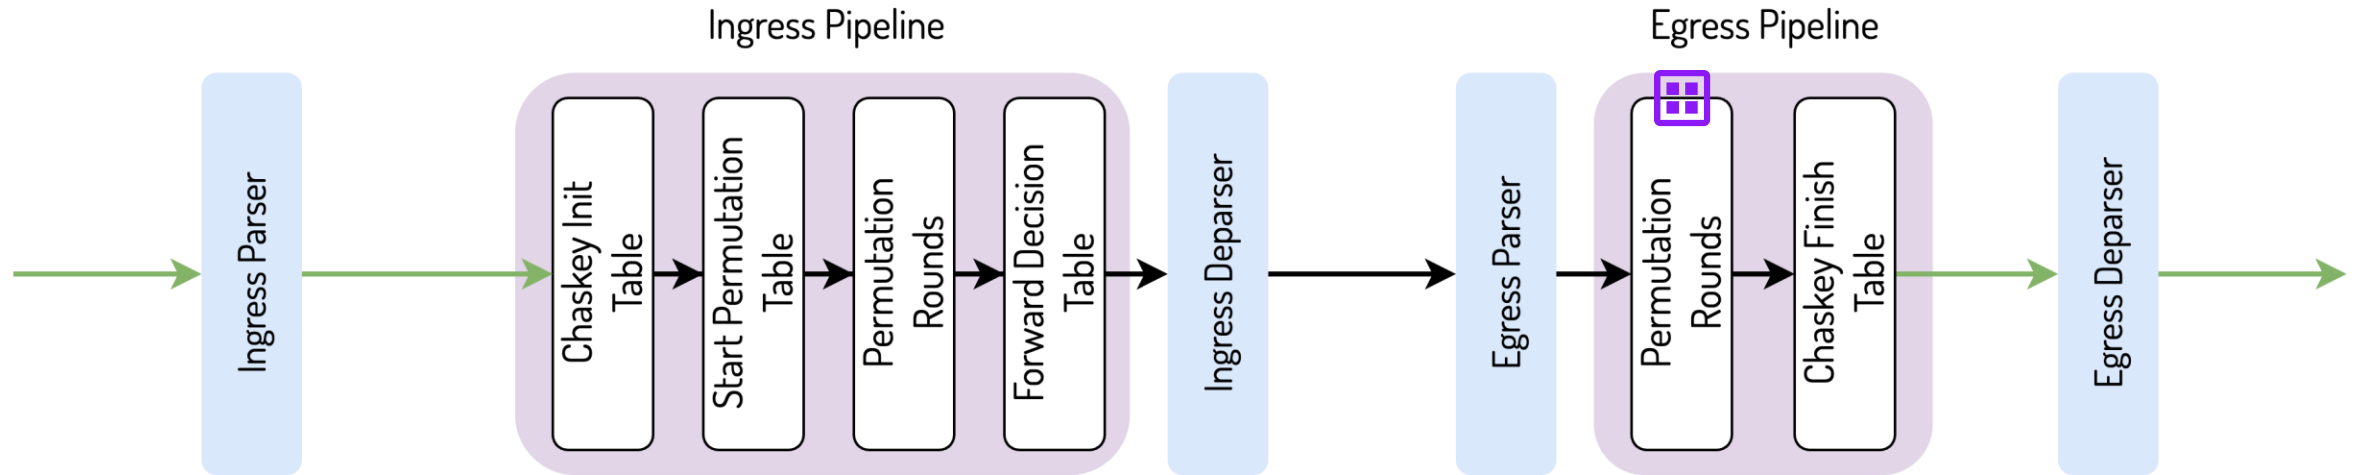 Ingress Pipeline
Egress Pipeline
Ingress Parser
Chaskey Init
Table
Start Permutation
Table
Permutation
Rounds
Forward Decision
Table
Ingress Deparser
Egress Parser
Permutation
Rounds
Chaskey Finish
Table
Egress Deparser